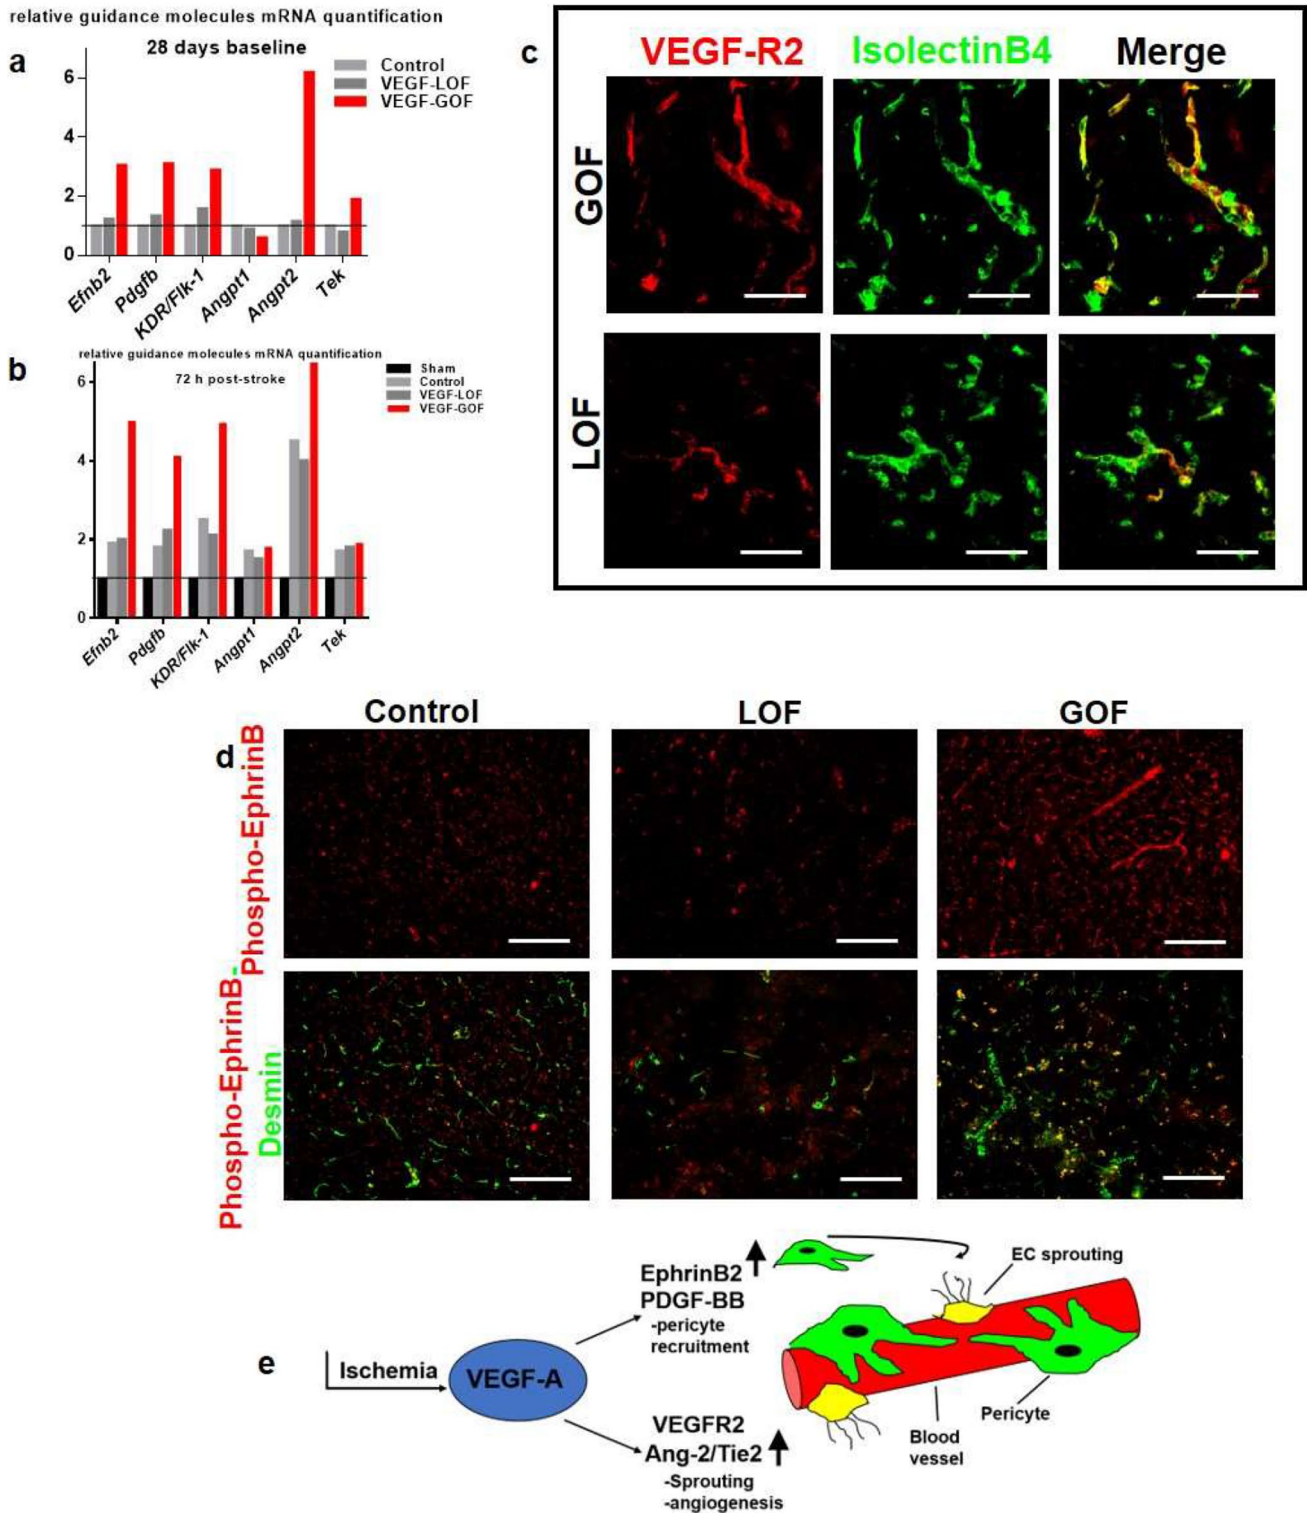 relative guidance molecules mRNA quantification
a
28 days baseline
Control
VEGF-LOF
VEGF-GOF
6
4
2
0
Efnb2
Pdgfb
KDR/Flk-1
Angpt1
Angpt2
Tek
b
relative guidance molecules mRNA quantification
72 h post-stroke
Sham
Control
VEGF-LOF
VEGF-GOF
6
4
2
0
Efnb2
Pdgfb
KDR/Flk-1
Angpt1
Angpt2
Tek
c
VEGF-R2
IsolectinB4
Merge
GOF
LOF
d
Control
LOF
GOF
Phospho-EphrinB
Phospho-EphrinB-
Desmin
e
Ischemia
VEGF-A
EphrinB2
PDGF-BB
-pericyte
recruitment
VEGFR2
Ang-2/Tie2
-Sprouting
-angiogenesis
EC sprouting
Pericyte
Blood
vessel